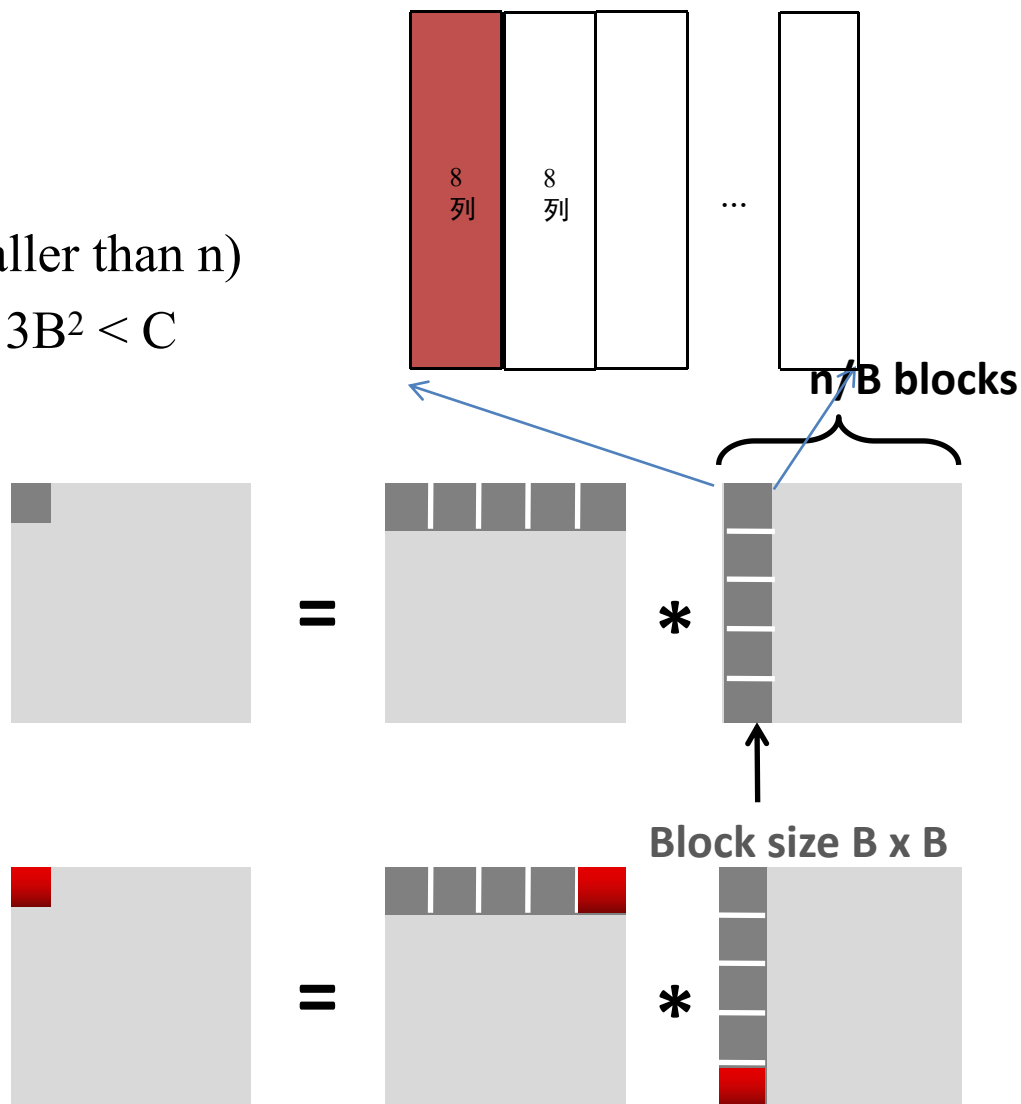 8
列
8
列
...
aller than n)
3B² < C
n/B blocks
=
*
Block size B x B
=
*